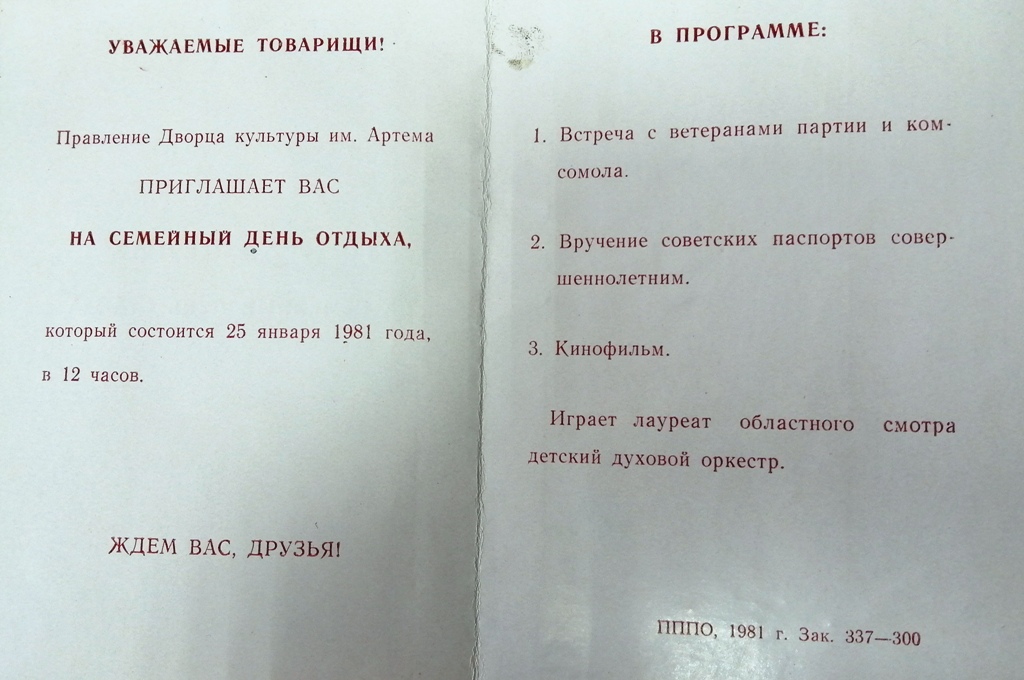 УВАЖАЕМЫЕ ТОВАРИЩИ!
Правление Дворца культуры им. Артема
ПРИГЛАШАЕТ ВАС
НА СЕМЕЙНЫЙ ДЕНЬ ОТДЫХА,
который состоится 25 января 1981 года,
в 12 часов.
ЖДЕМ ВАС, ДРУЗЬЯ!
В ПРОГРАММЕ:
1. Встреча с ветеранами партии и ком-
сомола.
2. Вручение советских паспортов совер-
шеннолетним.
3. Кинофильм.
Играет лауреат областного смотра
детский духовой оркестр.
ПППО, 1981 г. Зак. 337—300